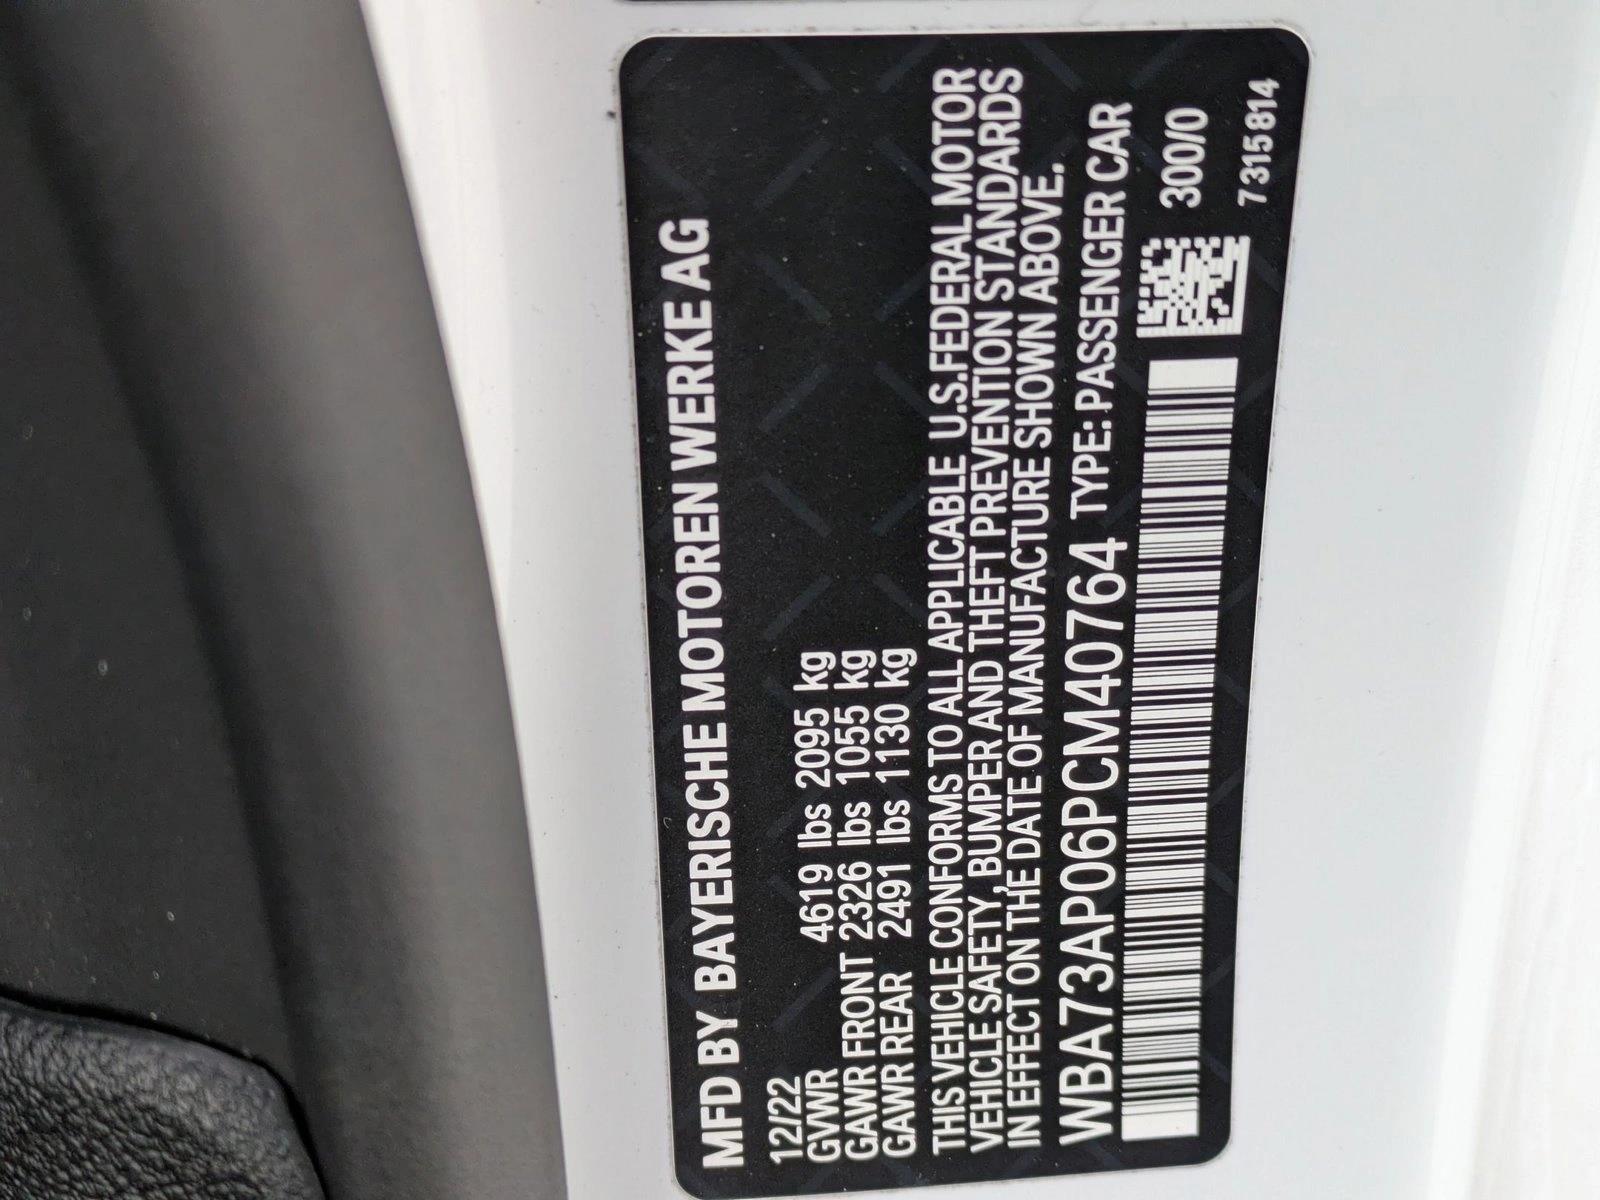 MFD BY BAYERISCHE MOTOREN WERKE AG
12/22
GVWR 4619 lbs 2095 kg
GAWR FRONT 2326 lbs 1055 kg
GAWR REAR 2491 lbs 1130 kg
THIS VEHICLE CONFORMS TO ALL APPLICABLE U.S.FEDERAL MOTOR
VEHICLE SAFETY, BUMPER AND THEFT PREVENTION STANDARDS
IN EFFECT ON THE DATE OF MANUFACTURE SHOWN ABOVE.
WBA73AP06PCM40764 TYPE: PASSENGER CAR
300/0
7315814